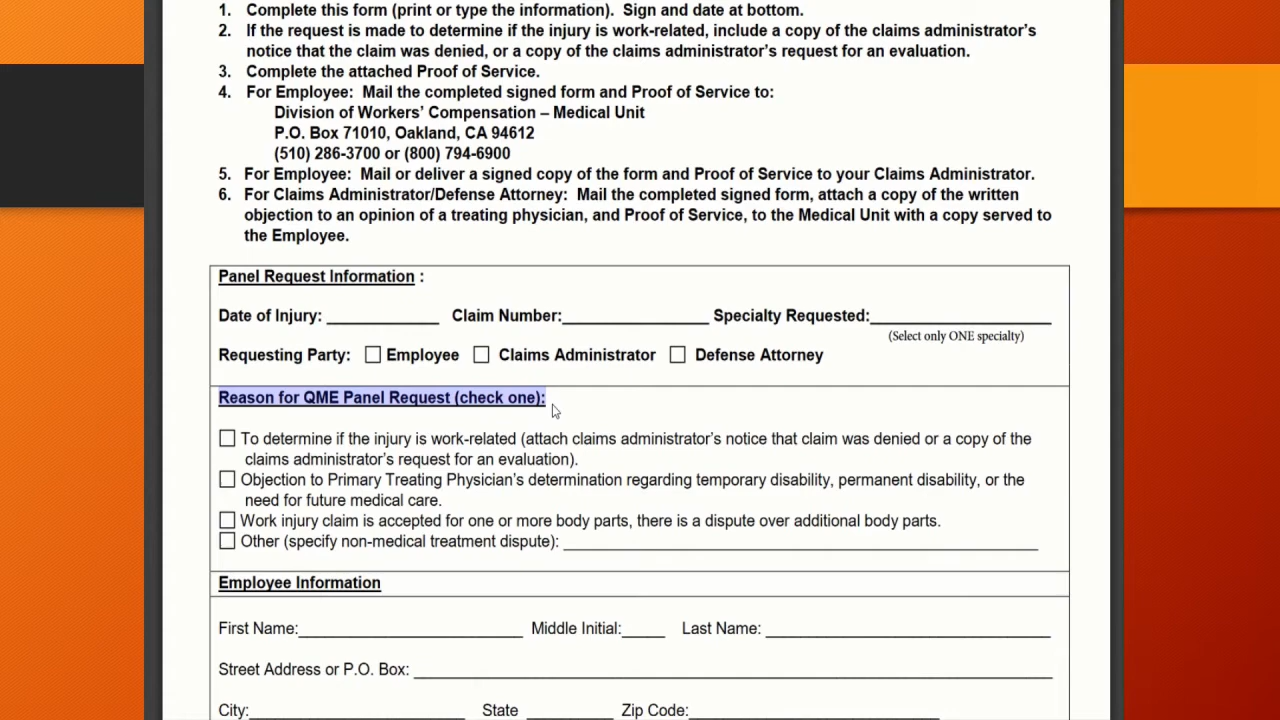 1. Complete this form (print or type the information). Sign and date at bottom.
2. If the request is made to determine if the injury is work-related, include a copy of the claims administrator's
notice that the claim was denied, or a copy of the claims administrator's request for an evaluation.
3. Complete the attached Proof of Service.
4. For Employee: Mail the completed signed form and Proof of Service to:
Division of Workers' Compensation – Medical Unit
P.O. Box 71010, Oakland, CA 94612
(510) 286-3700 or (800) 794-6900
5. For Employee: Mail or deliver a signed copy of the form and Proof of Service to your Claims Administrator.
6. For Claims Administrator/Defense Attorney: Mail the completed signed form, attach a copy of the written
objection to an opinion of a treating physician, and Proof of Service, to the Medical Unit with a copy served to
the Employee.
Panel Request Information :
Date of Injury: ____________ Claim Number:________________ Specialty Requested:____________________
(Select only ONE specialty)
Requesting Party: ☐ Employee ☐ Claims Administrator ☐ Defense Attorney
Reason for QME Panel Request (check one):
☐ To determine if the injury is work-related (attach claims administrator's notice that claim was denied or a copy of the
claims administrator's request for an evaluation).
☐ Objection to Primary Treating Physician's determination regarding temporary disability, permanent disability, or the
need for future medical care.
☐ Work injury claim is accepted for one or more body parts, there is a dispute over additional body parts.
☐ Other (specify non-medical treatment dispute): ____________________
Employee Information
First Name:____________________ Middle Initial:_____ Last Name: ____________________
Street Address or P.O. Box: ____________________
City:____________________ State __________ Zip Code:____________________